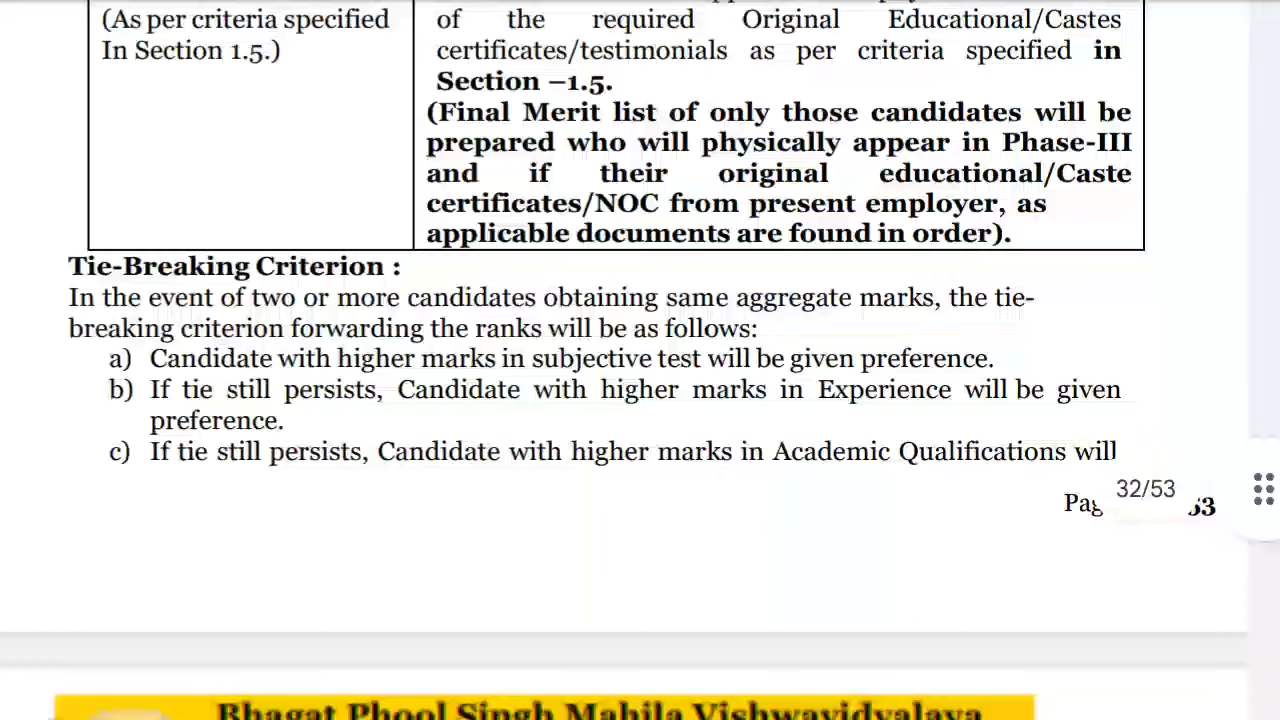 (As per criteria specified
In Section 1.5.)
of the required Original Educational/Castes
certificates/testimonials as per criteria specified in
Section –1.5.
(Final Merit list of only those candidates will be
prepared who will physically appear in Phase-III
and if their original educational/Caste
certificates/NOC from present employer, as
applicable documents are found in order).
Tie-Breaking Criterion :
In the event of two or more candidates obtaining same aggregate marks, the tie-
breaking criterion forwarding the ranks will be as follows:
a) Candidate with higher marks in subjective test will be given preference.
b) If tie still persists, Candidate with higher marks in Experience will be given
preference.
c) If tie still persists, Candidate with higher marks in Academic Qualifications will
32/53
Bhagat Phool Singh Mahila Vishwavidyalaya